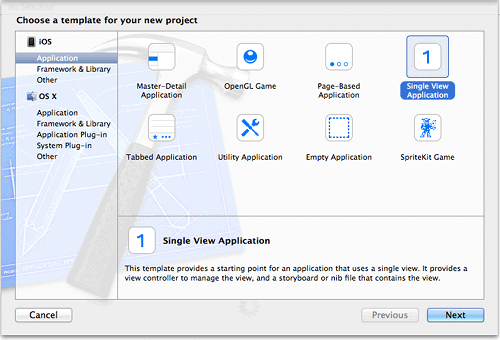 Choose a template for your new project
iOS
Application
Framework & Library
Other
OS X
Application
Framework & Library
Application Plug-in
System Plug-in
Other
Master-Detail
Application
OpenGL Game
Page-Based
Application
1
Single View
Application
Tabbed Application
Utility Application
Empty Application
SpriteKit Game
1
Single View Application
This template provides a starting point for an application that uses a single view. It provides a
view controller to manage the view, and a storyboard or nib file that contains the view.
Cancel
Previous
Next